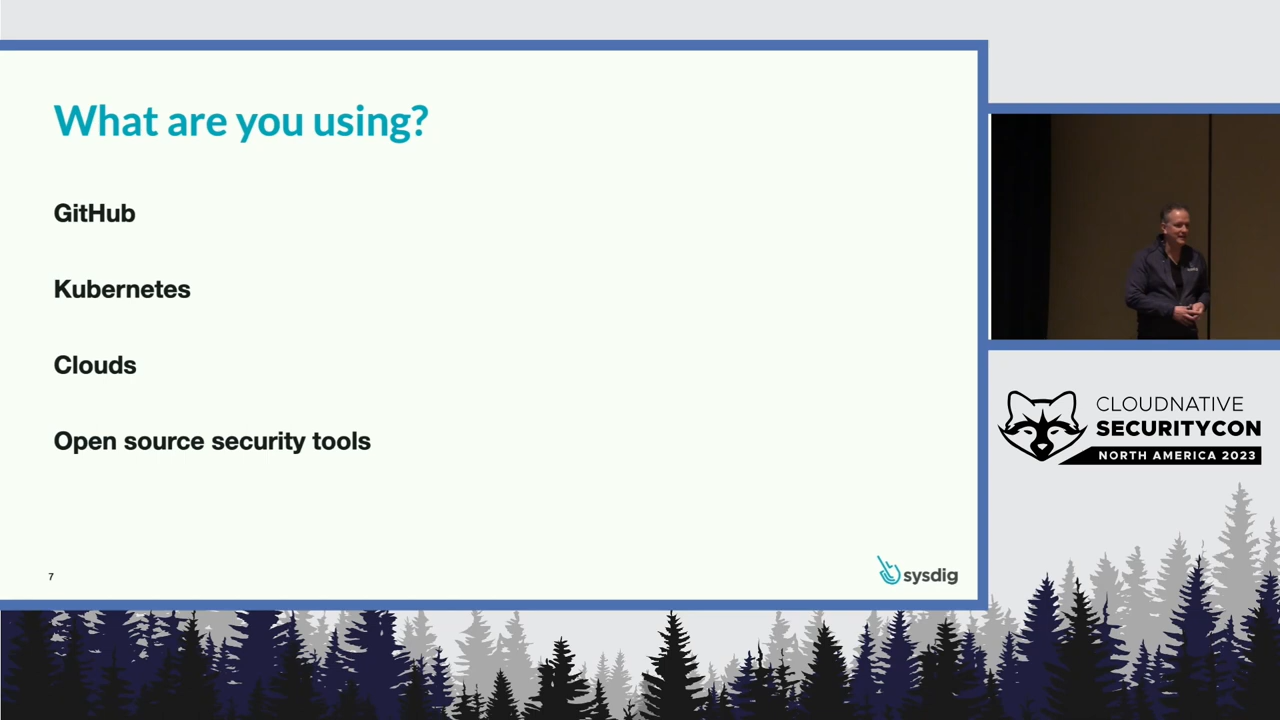 What are you using?
GitHub
Kubernetes
Clouds
Open source security tools
7
sysdig
CLOUDNATIVE
SECURITYCON
NORTH AMERICA 2023